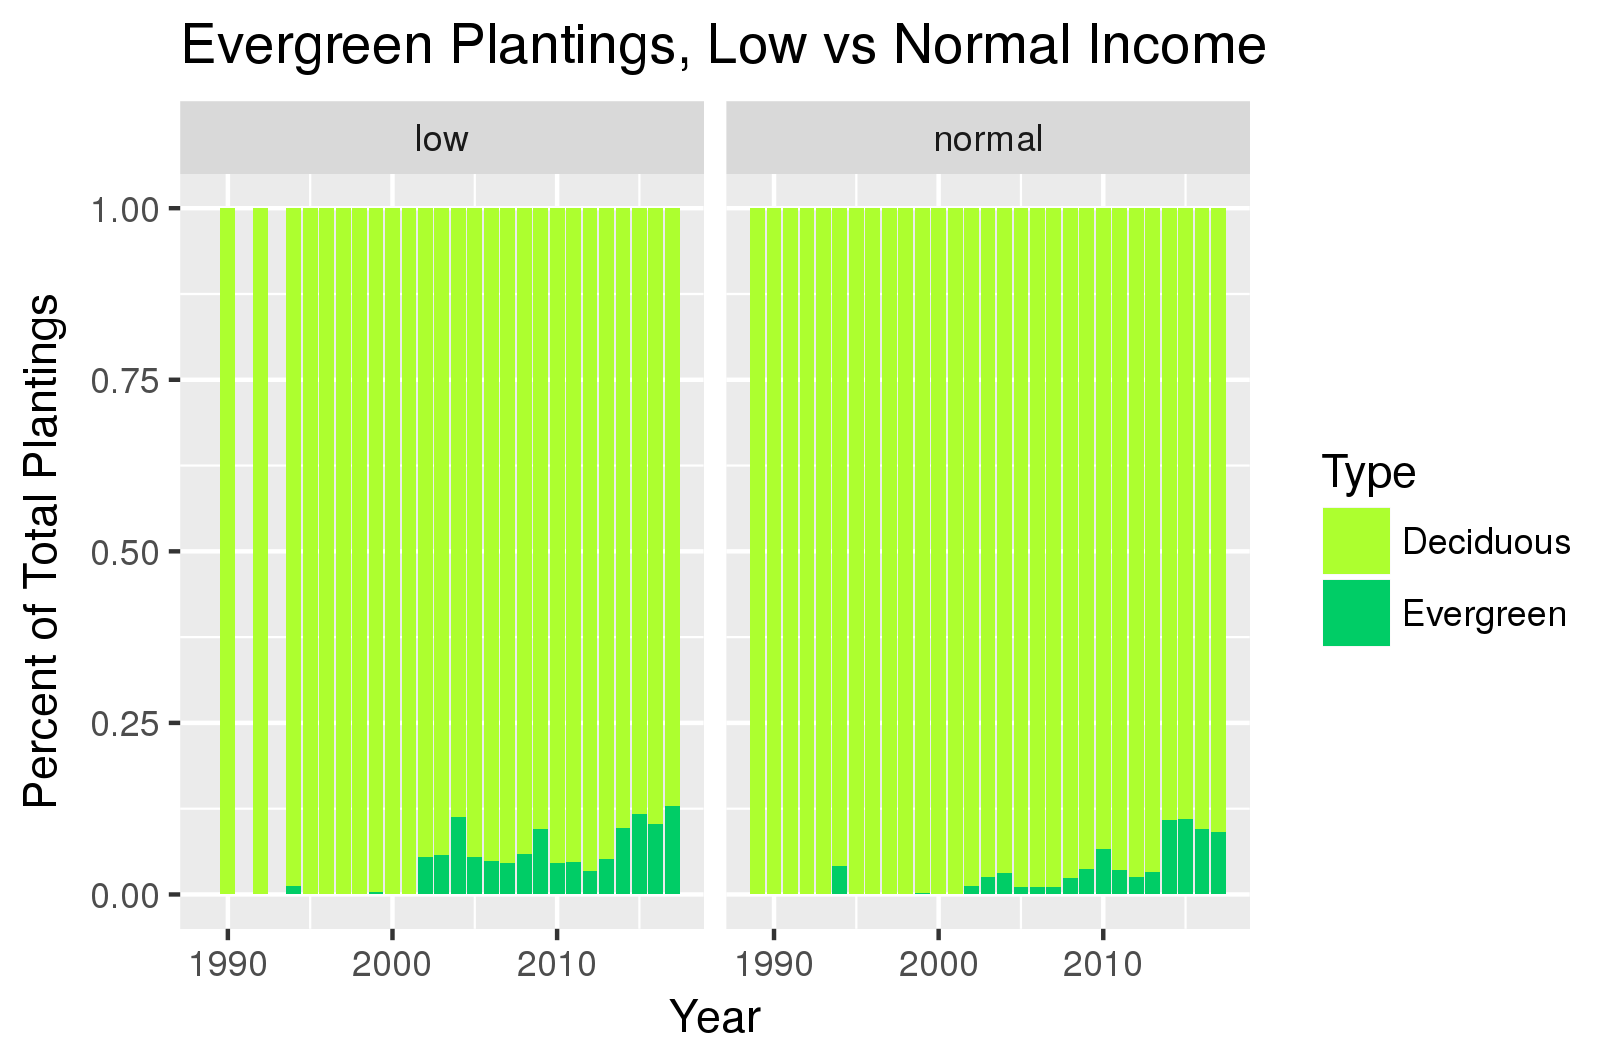 Evergreen Plantings, Low vs Normal Income
low
normal
Percent of Total Plantings
1.00
0.75
0.50
0.25
0.00
1990 2000 2010
1990 2000 2010
Year
Type
Deciduous
Evergreen